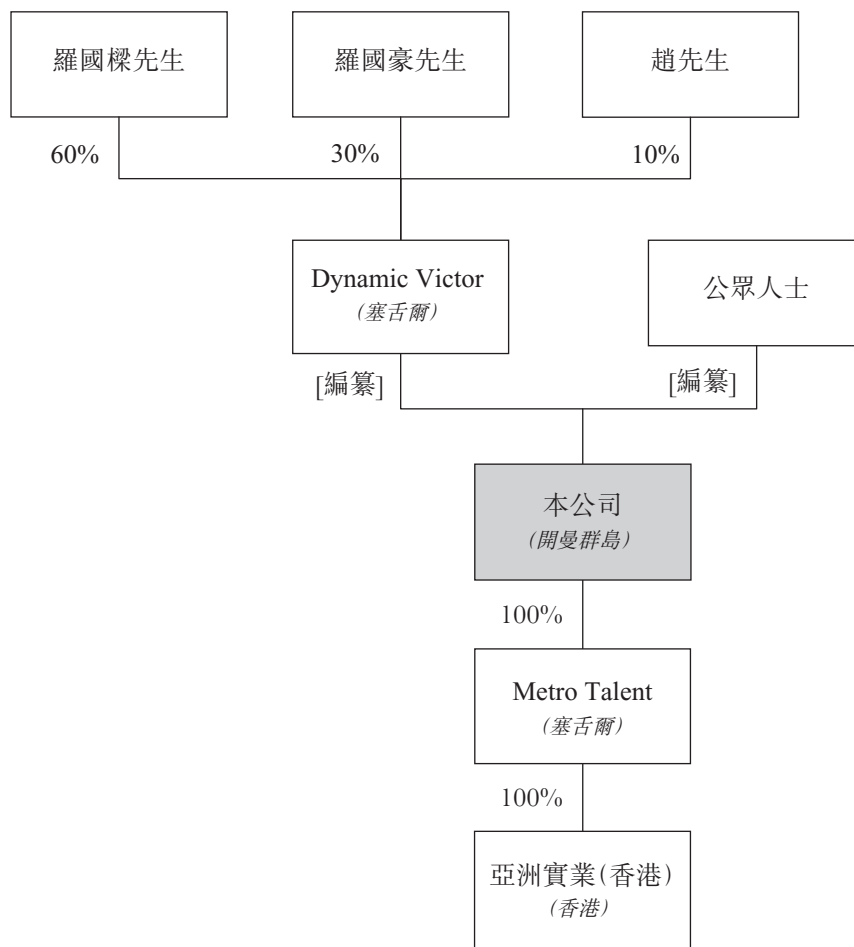 羅國樑先生
羅國豪先生
趙先生
60%
30%
10%
Dynamic Victor
(塞舌爾)
公眾人士
[編纂]
[編纂]
本公司
(開曼群島)
100%
Metro Talent
(塞舌爾)
100%
亞洲實業(香港)
(香港)